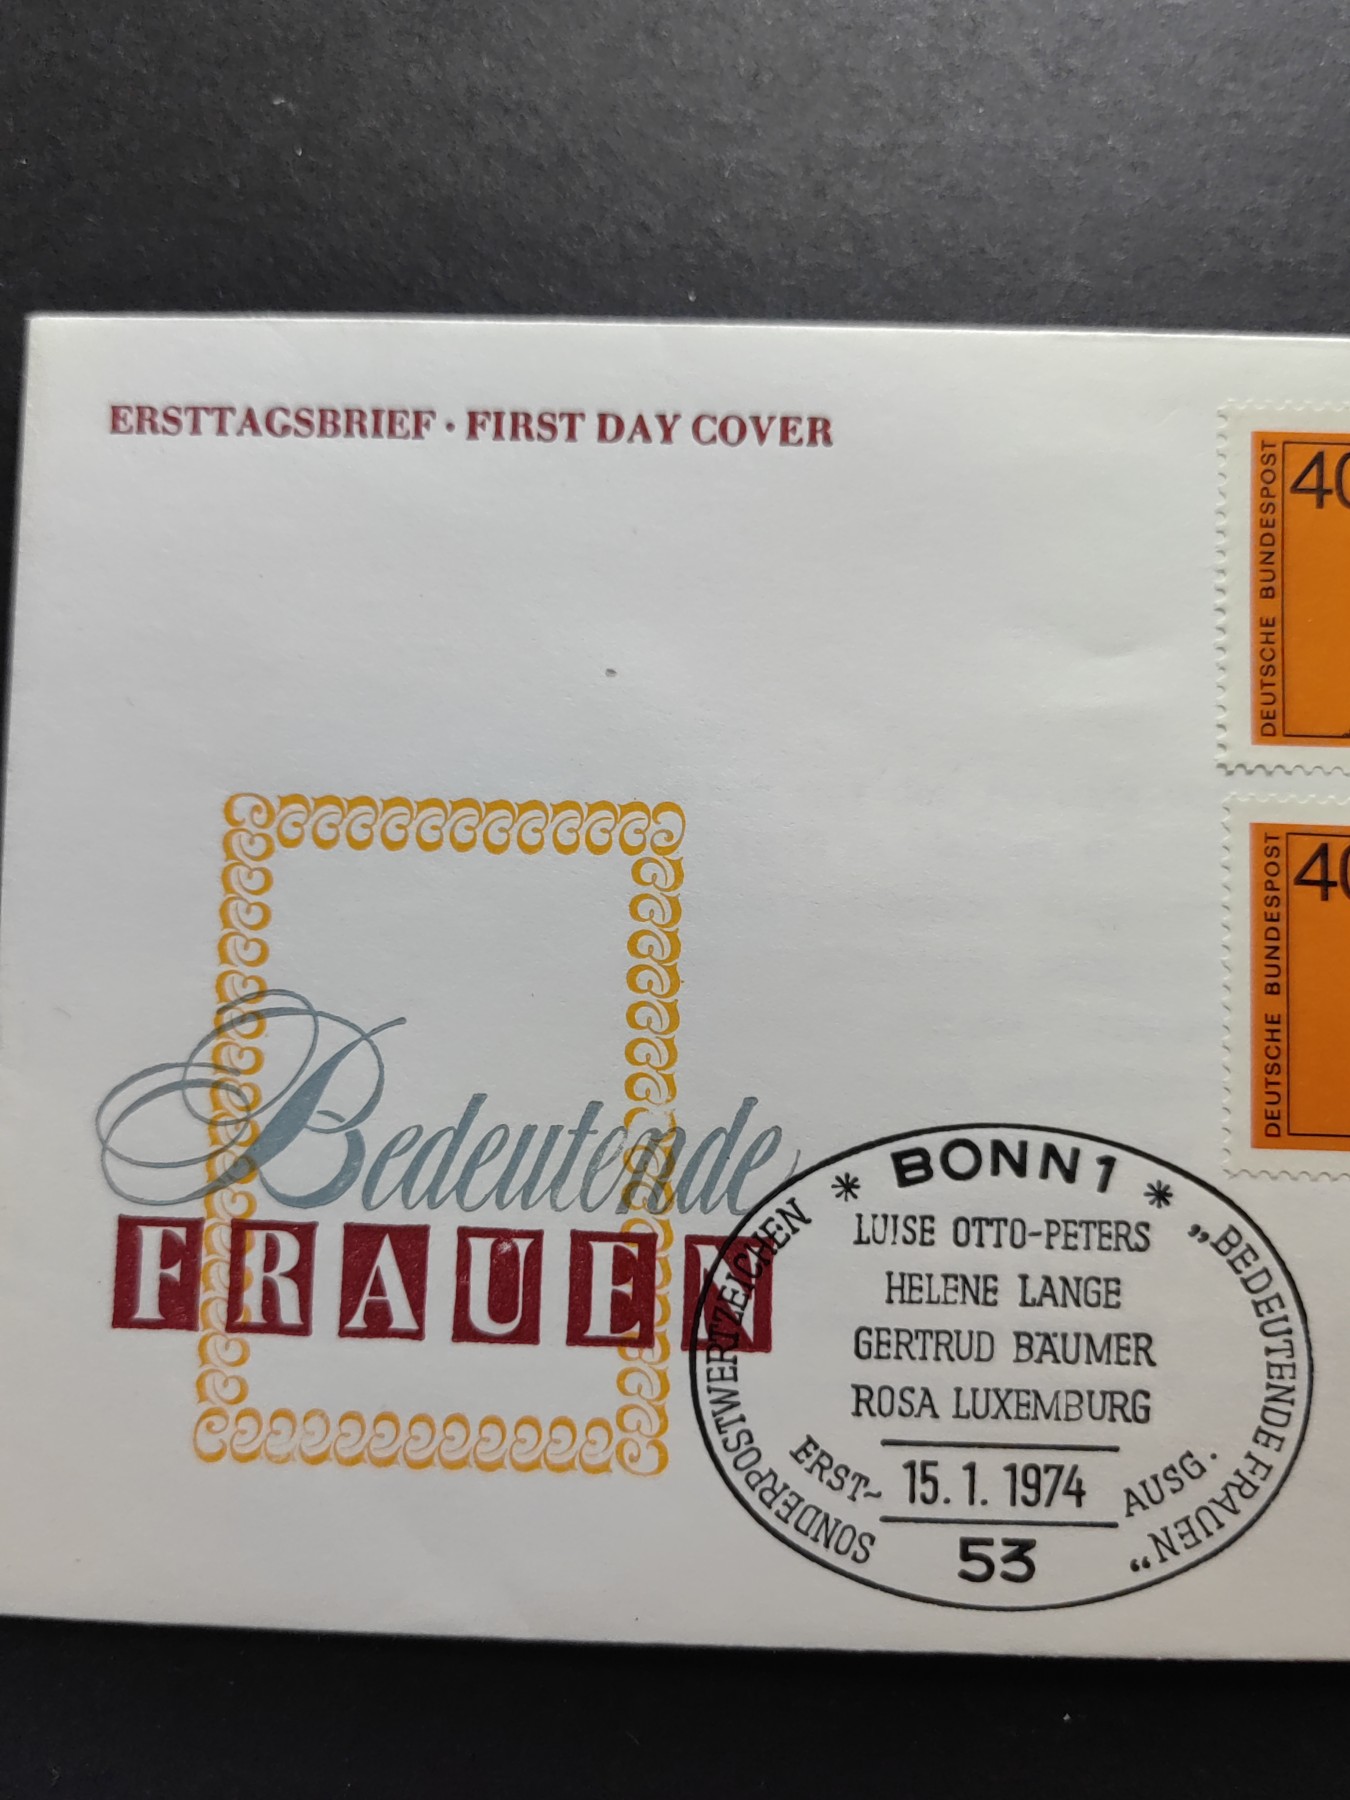 ERSTTAGSBRIEF · FIRST DAY COVER
DEUTSCHE BUNDESPOST
40
DEUTSCHE BUNDESPOST
40
Bedeutende
FRAUEN
* BONN 1 *
SONDERPOSTWERTZEICHEN
„BEDEUTENDE FRAUEN“
LUISE OTTO-PETERS
HELENE LANGE
GERTRUD BÄUMER
ROSA LUXEMBURG
ERST- 15.1.1974 AUSG.
53